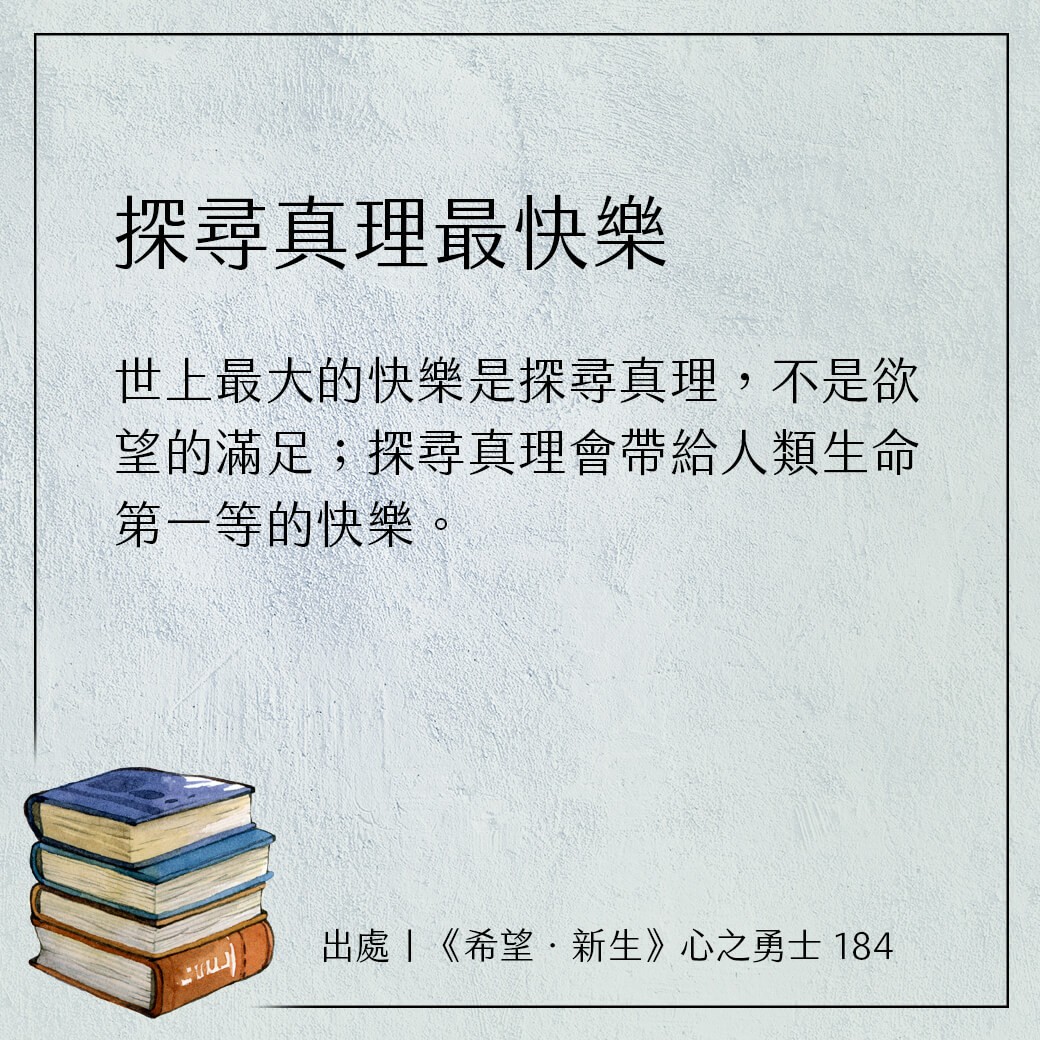 探尋真理最快樂
世上最大的快樂是探尋真理，不是欲
望的滿足；探尋真理會帶給人類生命
第一等的快樂。
出處｜《希望．新生》心之勇士 184